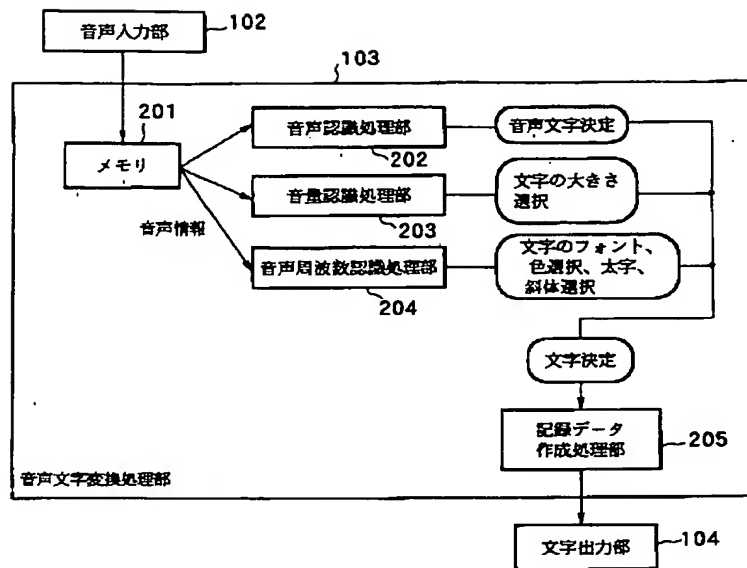 音声入力部
102
103
201
メモリ
音声情報
音声認識処理部
202
音声文字決定
音量認識処理部
203
文字の大きさ
選択
音声周波数認識処理部
204
文字のフォント、
色選択、太字、
斜体選択
文字決定
記録データ
作成処理部
205
音声文字変換処理部
文字出力部
104